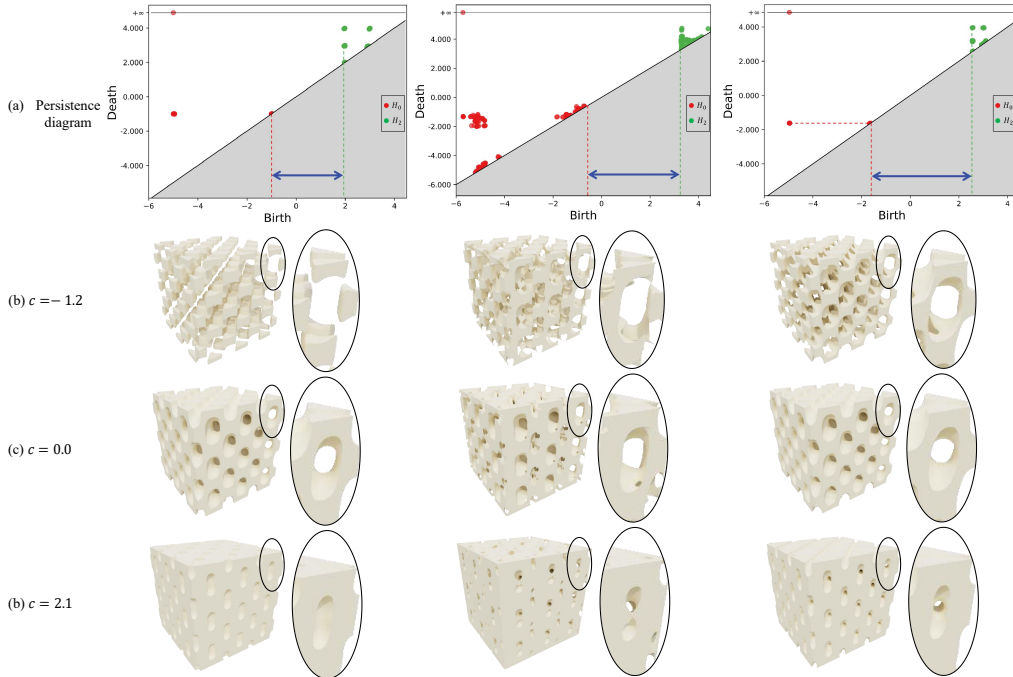 +∞
4.000
2.000
0.000
−2.000
−4.000
Death
H₀
H₂
−6
−4
−2
0
2
4
Birth
+∞
4.000
2.000
0.000
−2.000
−4.000
−6.000
Death
H₀
H₂
−6
−4
−2
0
2
4
Birth
+∞
4.000
2.000
0.000
−2.000
−4.000
Death
H₀
H₂
−6
−4
−2
0
2
4
Birth
(a) Persistence
diagram
(b) c =− 1.2
(c) c = 0.0
(b) c = 2.1